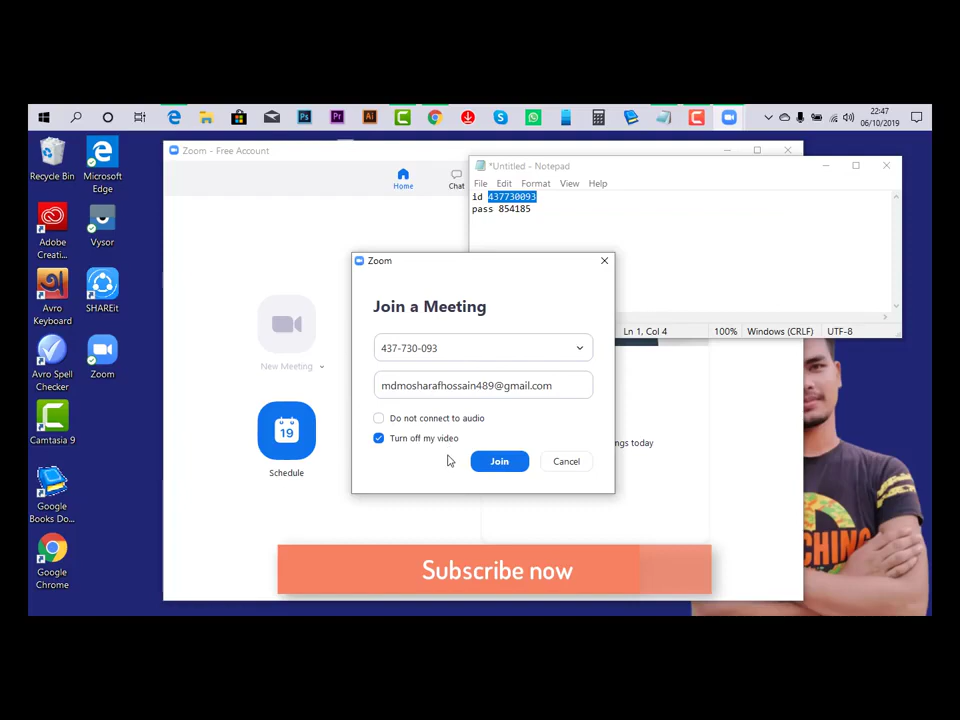 22:47
06/10/2019
Recycle Bin
Microsoft
Edge
Adobe
Creati...
Vysor
Avro
Keyboard
SHAREit
Avro Spell
Checker
Zoom
Camtasia 9
Google
Books Do...
Google
Chrome
Zoom - Free Account
Home
Chat
New Meeting
19
Schedule
ngs today
*Untitled - Notepad
File Edit Format View Help
id 437730093
pass 854185
Ln 1, Col 4 100% Windows (CRLF) UTF-8
Zoom
Join a Meeting
437-730-093
mdmosharafhossain489@gmail.com
Do not connect to audio
Turn off my video
Join Cancel
CHING
Subscribe now